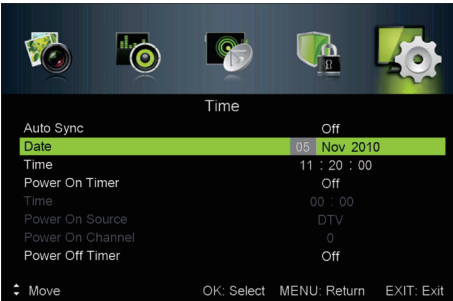 Time
Auto Sync Off
Date 05 Nov 2010
Time 11 : 20 : 00
Power On Timer Off
Time 00 : 00
Power On Source DTV
Power On Channel 0
Power Off Timer Off
Move OK: Select MENU: Return EXIT: Exit